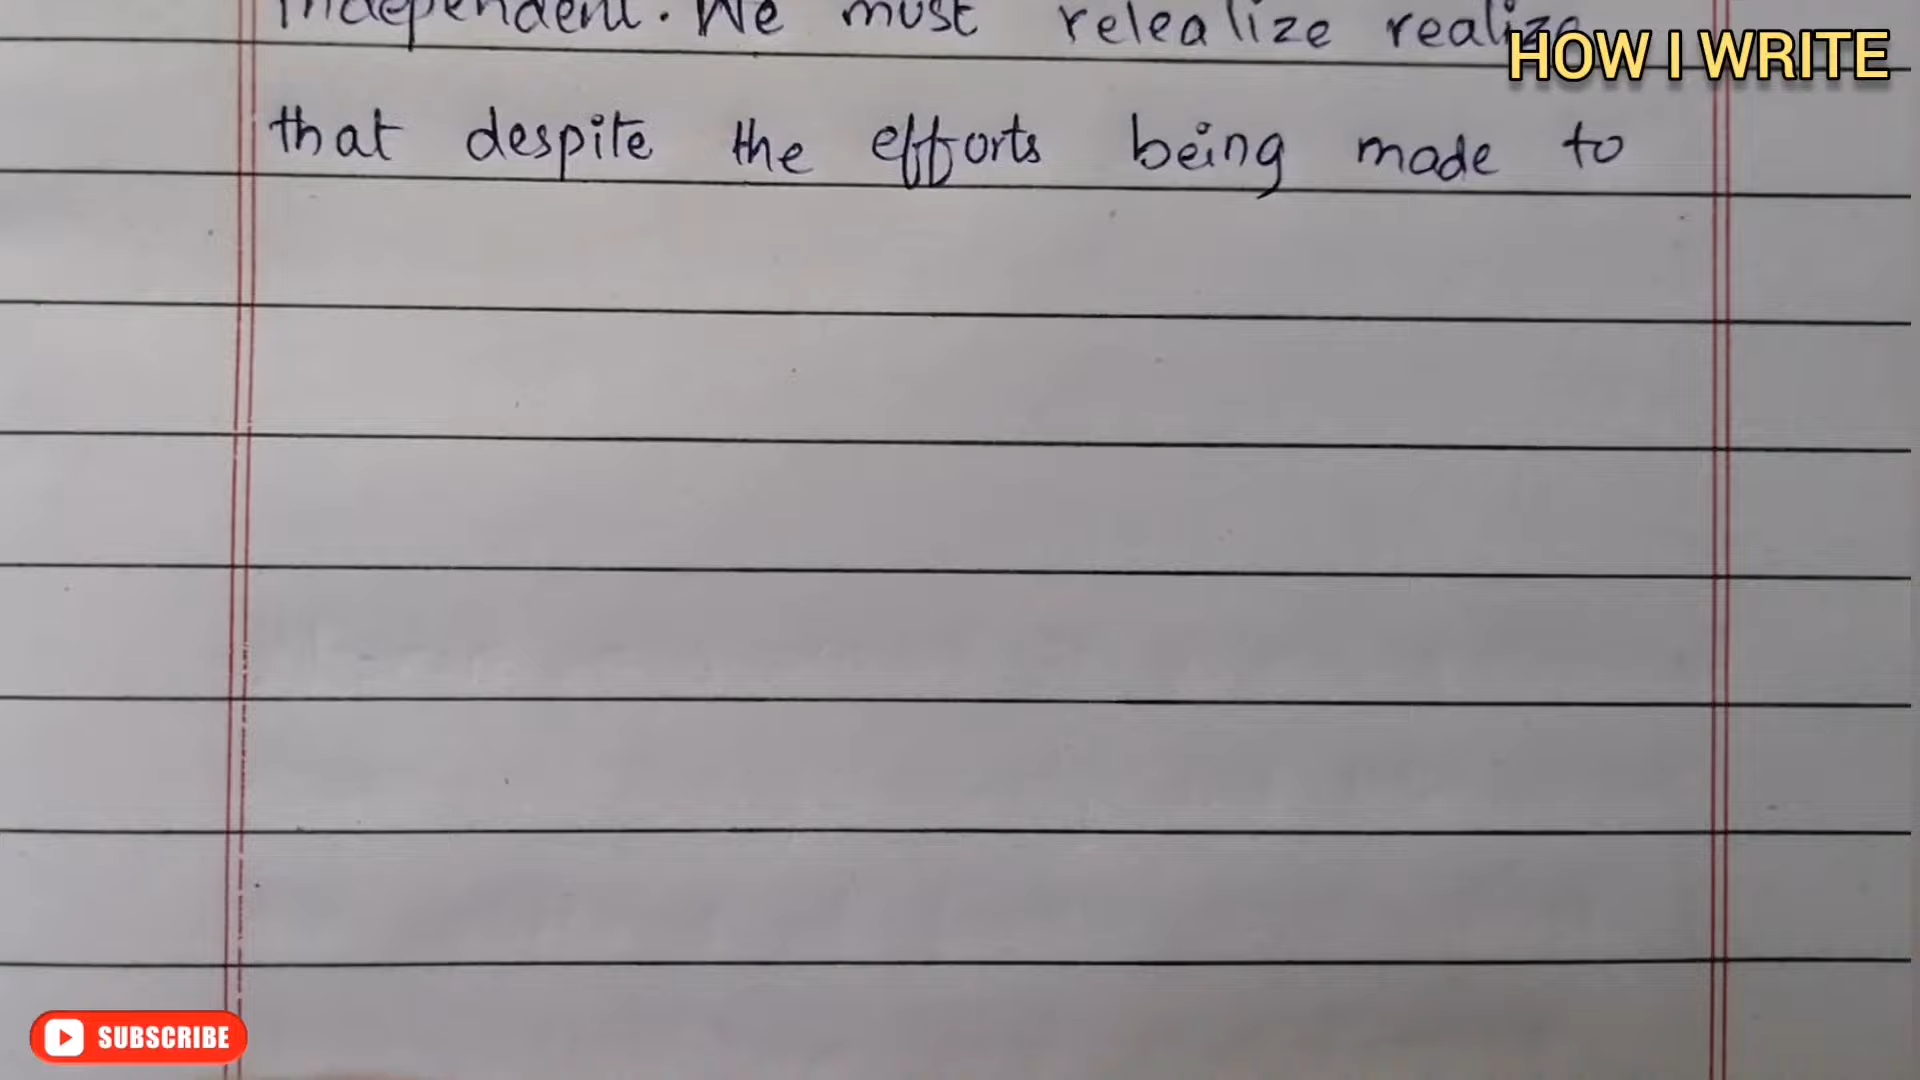 independent. We must relealize realize
HOW I WRITE
that despite the efforts being made to
SUBSCRIBE